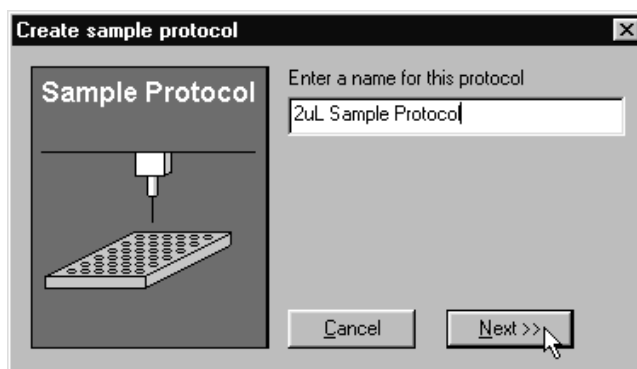 Create sample protocol
Sample Protocol
Enter a name for this protocol
2uL Sample Protocol
Cancel
Next >>